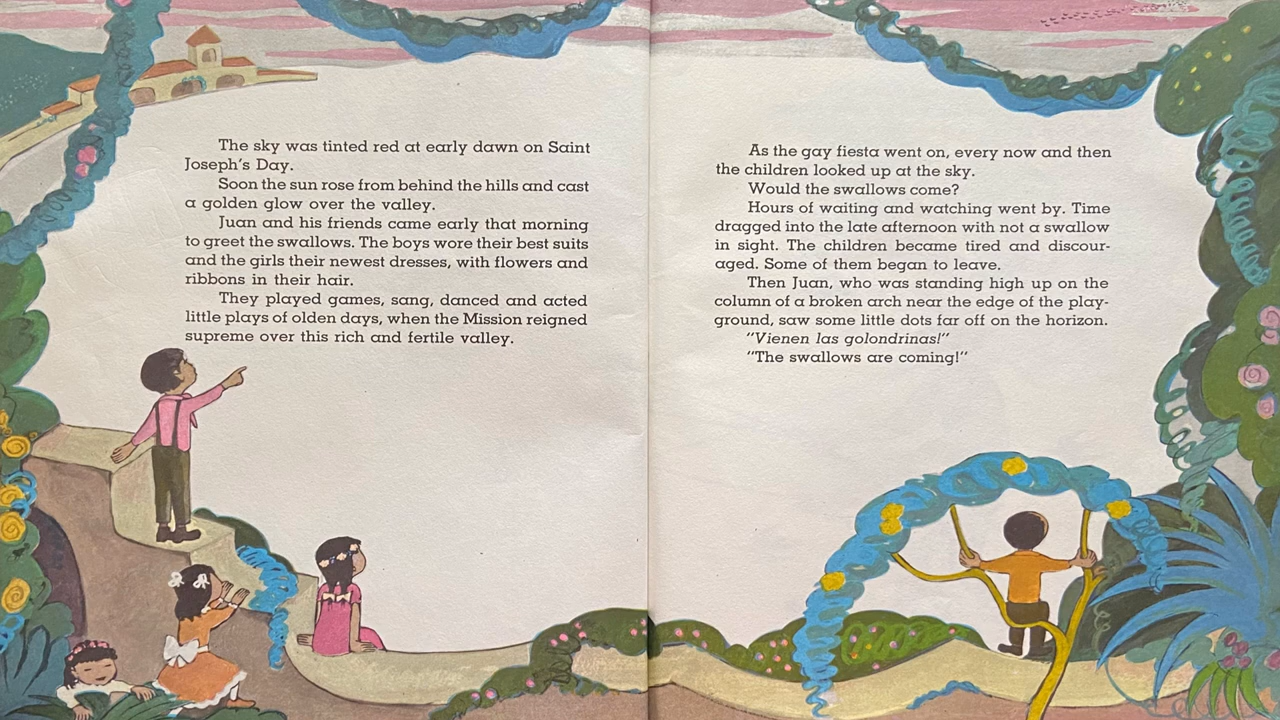 The sky was tinted red at early dawn on Saint
Joseph's Day.
Soon the sun rose from behind the hills and cast
a golden glow over the valley.
Juan and his friends came early that morning
to greet the swallows. The boys wore their best suits
and the girls their newest dresses, with flowers and
ribbons in their hair.
They played games, sang, danced and acted
little plays of olden days, when the Mission reigned
supreme over this rich and fertile valley.
As the gay fiesta went on, every now and then
the children looked up at the sky.
Would the swallows come?
Hours of waiting and watching went by. Time
dragged into the late afternoon with not a swallow
in sight. The children became tired and discour-
aged. Some of them began to leave.
Then Juan, who was standing high up on the
column of a broken arch near the edge of the play-
ground, saw some little dots far off on the horizon.
"Vienen las golondrinas!"
"The swallows are coming!"